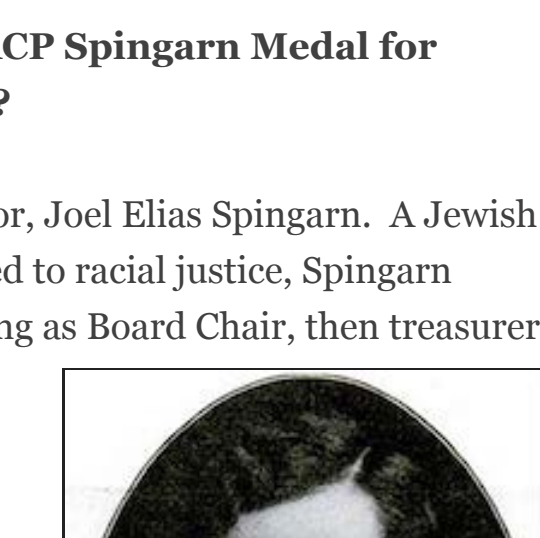 ACP Spingarn Medal for
?
or, Joel Elias Spingarn. A Jewish
ed to racial justice, Spingarn
ng as Board Chair, then treasurer